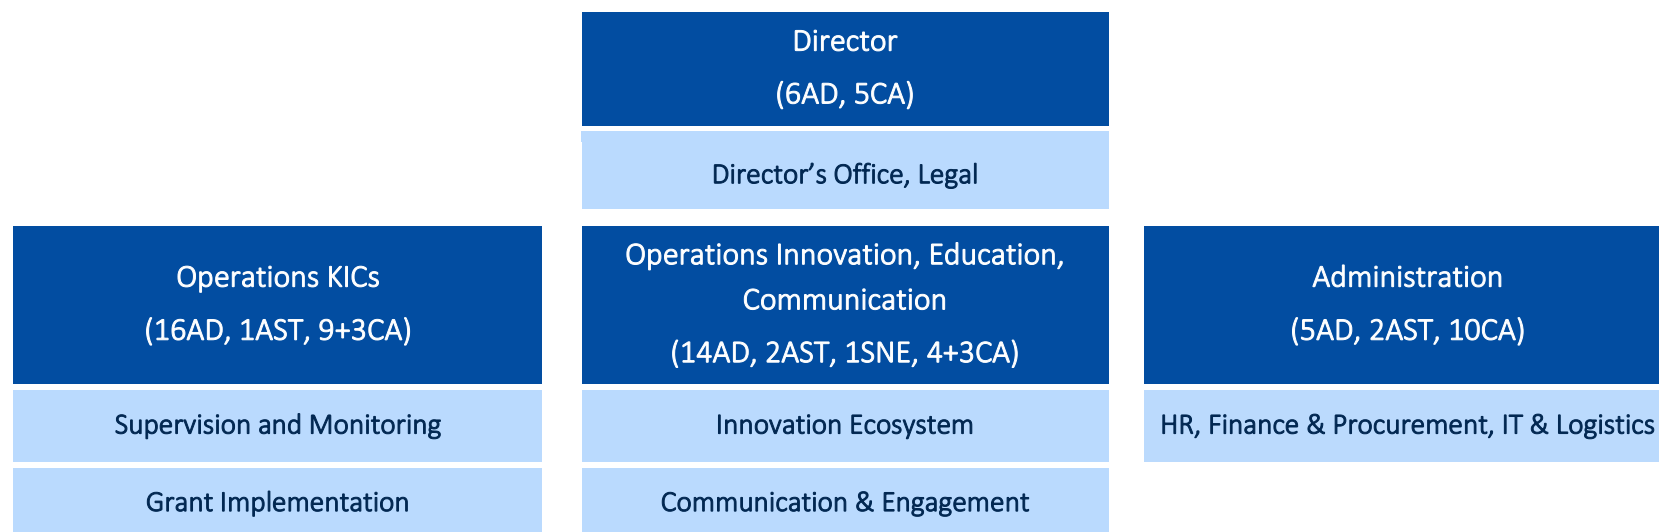 Director
(6AD, 5CA)
Director’s Office, Legal
Operations KICs
(16AD, 1AST, 9+3CA)
Supervision and Monitoring
Grant Implementation
Operations Innovation, Education,
Communication
(14AD, 2AST, 1SNE, 4+3CA)
Innovation Ecosystem
Communication & Engagement
Administration
(5AD, 2AST, 10CA)
HR, Finance & Procurement, IT & Logistics